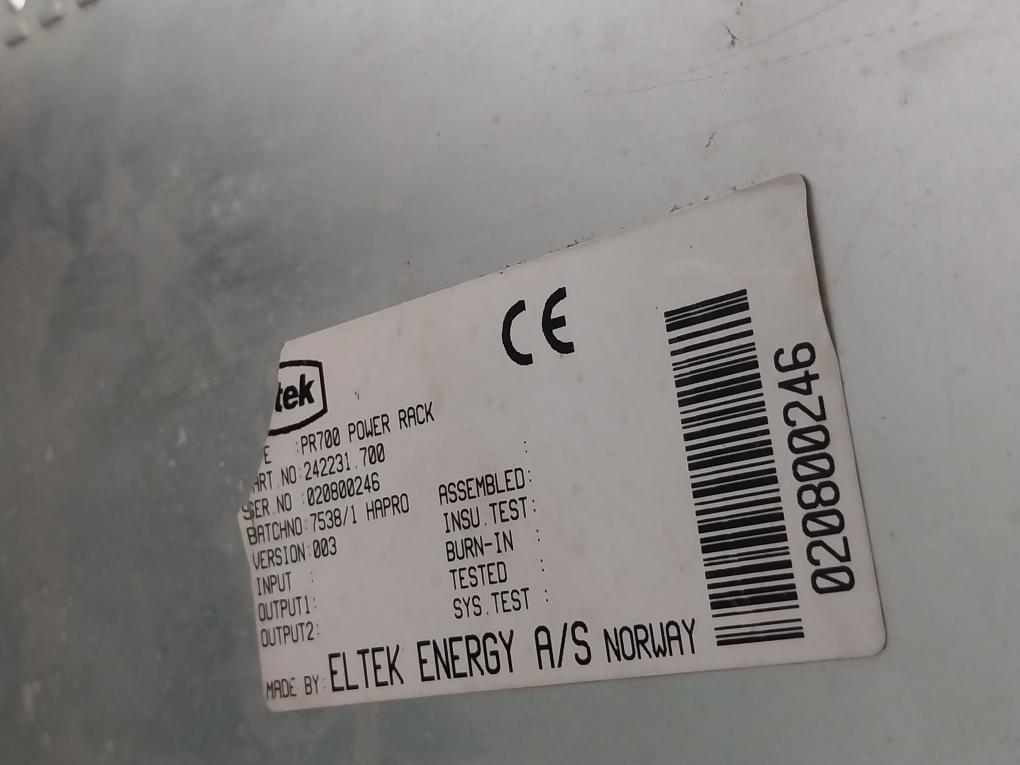 tek
CE
E :PR700 POWER RACK
ART.NO:242231.700
SER.NO :020800246
BATCHNO:7538/1 HAPRO
VERSION:003
INPUT :
OUTPUT1:
OUTPUT2:
:
ASSEMBLED:
INSU.TEST:
BURN-IN :
TESTED :
SYS.TEST :
MADE BY: ELTEK ENERGY A/S NORWAY
020800246